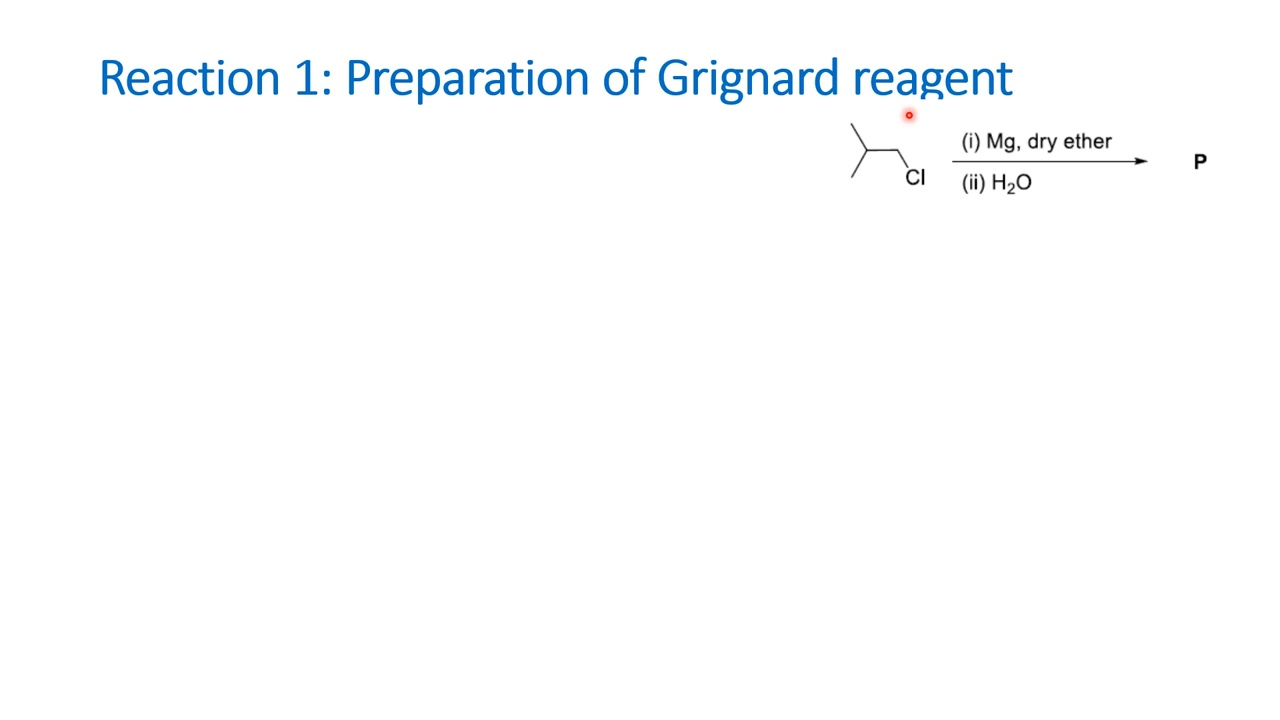 Reaction 1: Preparation of Grignard reagent
(i) Mg, dry ether
Cl
(ii) H₂O
P